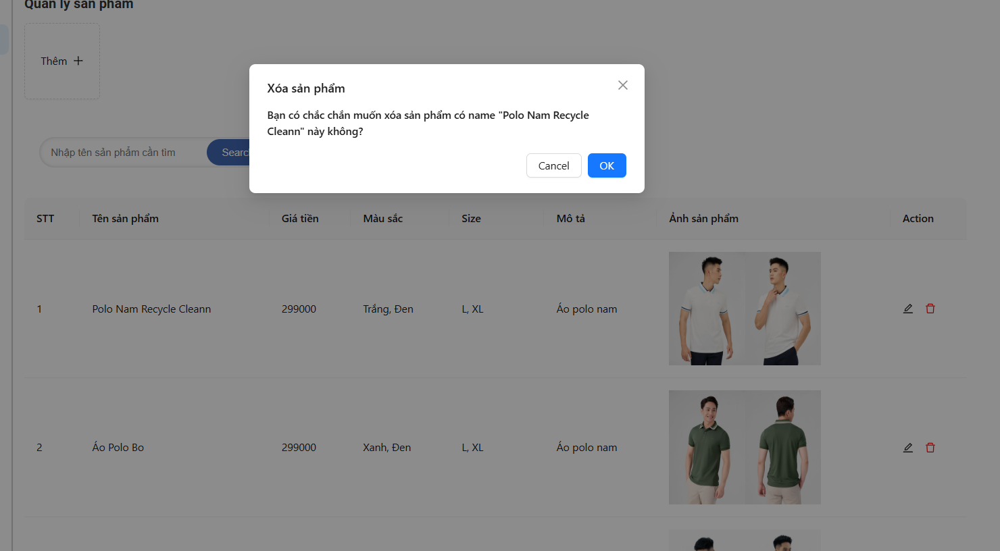 Quản lý sản phẩm
Thêm
Xóa sản phẩm
Bạn có chắc chắn muốn xóa sản phẩm có name "Polo Nam Recycle
Cleann" này không?
Cancel OK
Nhập tên sản phẩm cần tìm Search
STT Tên sản phẩm Giá tiền Màu sắc Size Mô tả Ảnh sản phẩm Action
1 Polo Nam Recycle Cleann 299000 Trắng, Đen L, XL Áo polo nam
2 Áo Polo Bo 299000 Xanh, Đen L, XL Áo polo nam